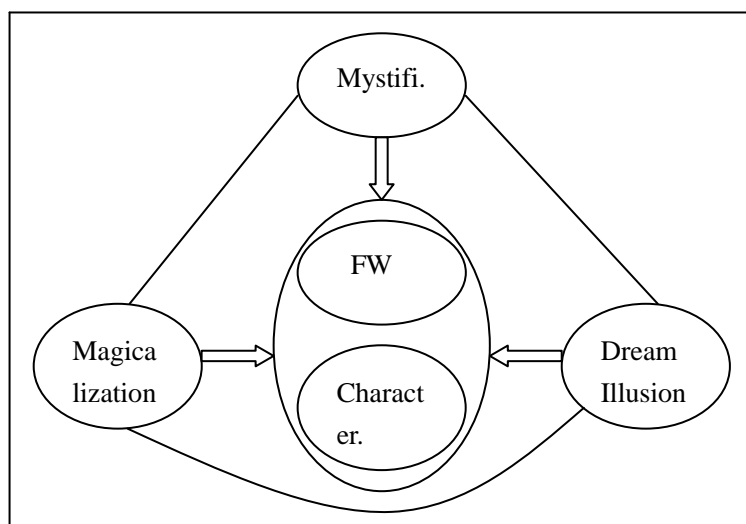 Mystifi.
FW
Magica
lization
Dream
Illusion
Charact
er.